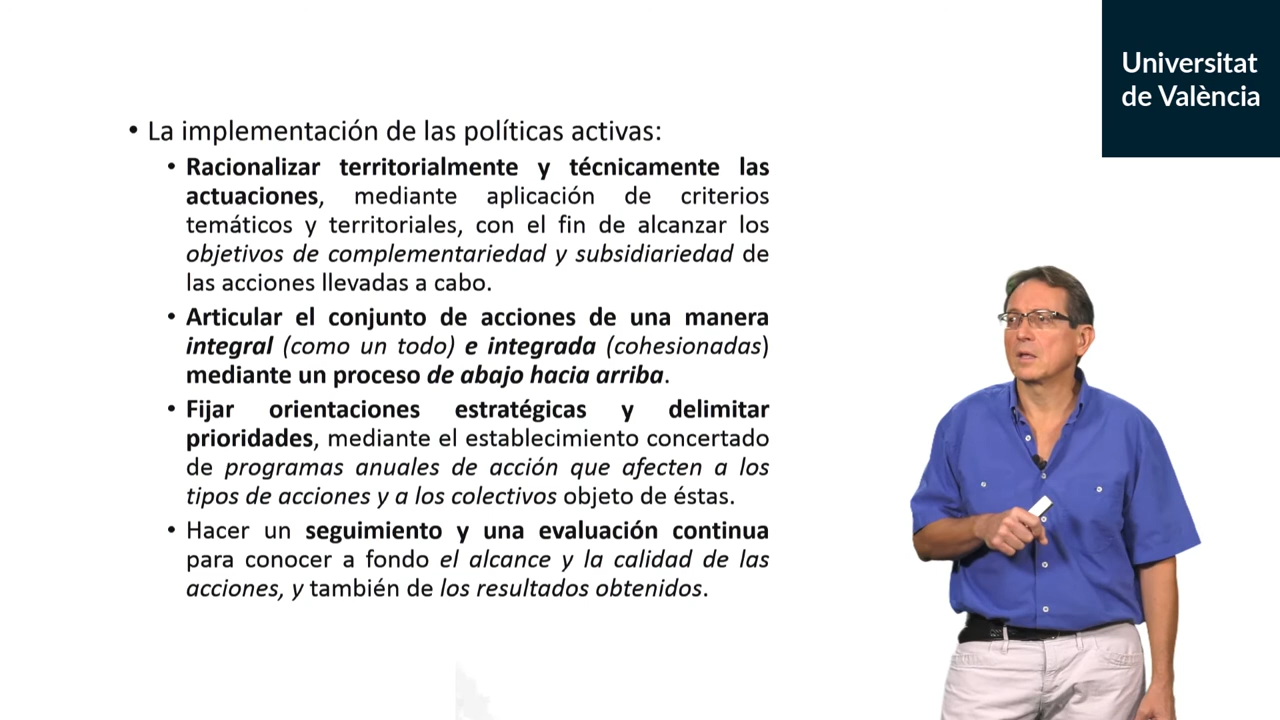 Universitat
de València
• La implementación de las políticas activas:
• Racionalizar territorialmente y técnicamente las
actuaciones, mediante aplicación de criterios
temáticos y territoriales, con el fin de alcanzar los
objetivos de complementariedad y subsidiariedad de
las acciones llevadas a cabo.
• Articular el conjunto de acciones de una manera
integral (como un todo) e integrada (cohesionadas)
mediante un proceso de abajo hacia arriba.
• Fijar orientaciones estratégicas y delimitar
prioridades, mediante el establecimiento concertado
de programas anuales de acción que afecten a los
tipos de acciones y a los colectivos objeto de éstas.
• Hacer un seguimiento y una evaluación continua
para conocer a fondo el alcance y la calidad de las
acciones, y también de los resultados obtenidos.